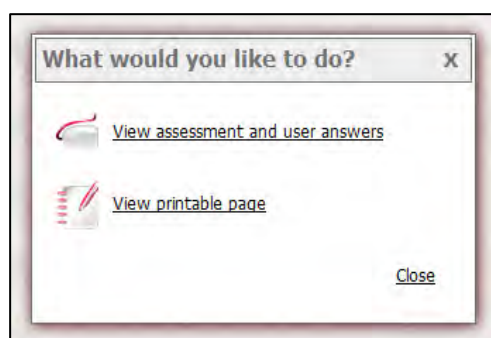 What would you like to do? x
View assessment and user answers
View printable page
Close